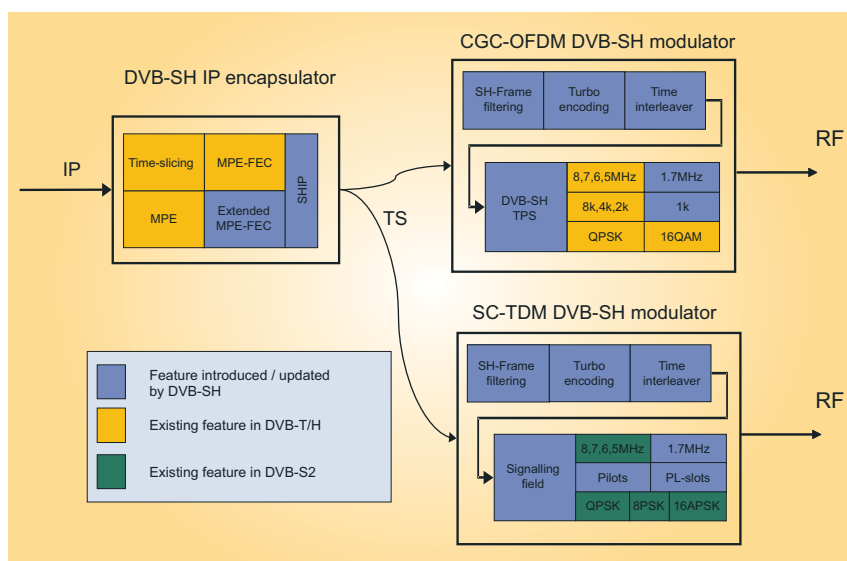 CGC-OFDM DVB-SH modulator
DVB-SH IP encapsulator
SH-Frame
filtering
Turbo
encoding
Time
interleaver
RF
IP
Time-slicing
MPE-FEC
SHIP
MPE
Extended
MPE-FEC
TS
DVB-SH
TPS
8,7,6,5MHz
1.7MHz
8k,4k,2k
1k
QPSK
16QAM
SC-TDM DVB-SH modulator
SH-Frame
filtering
Turbo
encoding
Time
interleaver
RF
Signalling
field
8,7,6,5MHz
1.7MHz
Pilots
PL-slots
QPSK
8PSK
16APSK
Feature introduced / updated
by DVB-SH
Existing feature in DVB-T/H
Existing feature in DVB-S2